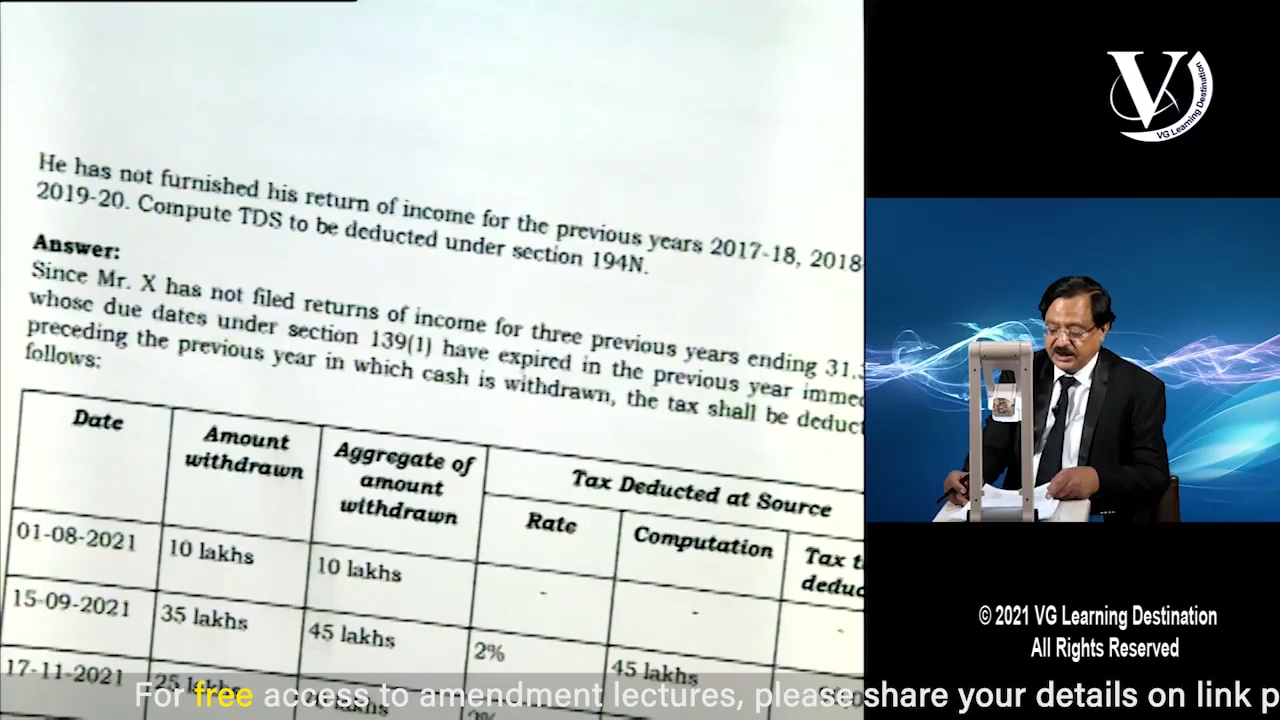 He has not furnished his return of income for the previous years 2017-18, 2018-
2019-20. Compute TDS to be deducted under section 194N.
Answer:
Since Mr. X has not filed returns of income for three previous years ending 31.
whose due dates under section 139(1) have expired in the previous year immed
preceding the previous year in which cash is withdrawn, the tax shall be deduct
follows:
Date
Amount withdrawn
Aggregate of amount withdrawn
Tax Deducted at Source
Rate
Computation
Tax t
deduc
01-08-2021 10 lakhs 10 lakhs - - -
15-09-2021 35 lakhs 45 lakhs 2% 45 lakhs
17-11-2021 25 lakhs
For free access to amendment lectures, please share your details on link p
V
VG Learning Destination
© 2021 VG Learning Destination
All Rights Reserved